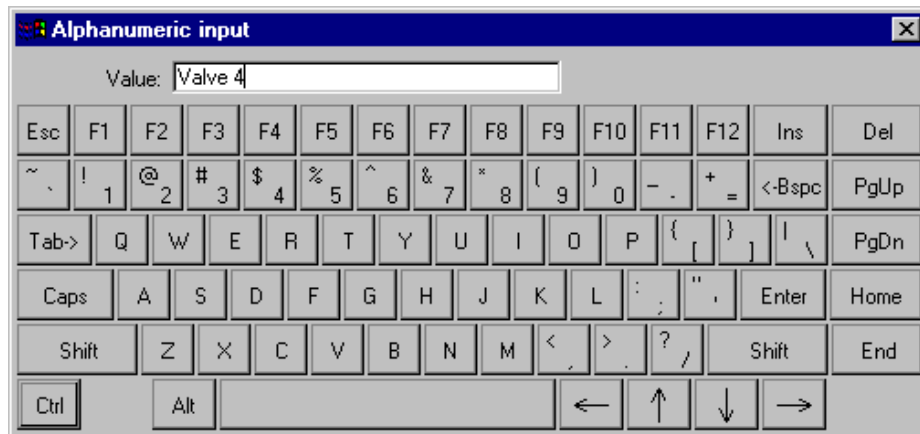 Alphanumeric input
Value: Valve 4
Esc F1 F2 F3 F4 F5 F6 F7 F8 F9 F10 F11 F12 Ins Del
~ ` ! 1 @ 2 # 3 $ 4 % 5 ^ 6 & 7 * 8 ( 9 ) 0 _ - + = <-Bspc PgUp
Tab-> Q W E R T Y U I O P { [ } ] | \ PgDn
Caps A S D F G H J K L : ; " ' Enter Home
Shift Z X C V B N M < , > . ? / Shift End
Ctrl Alt ← ↑ ↓ →